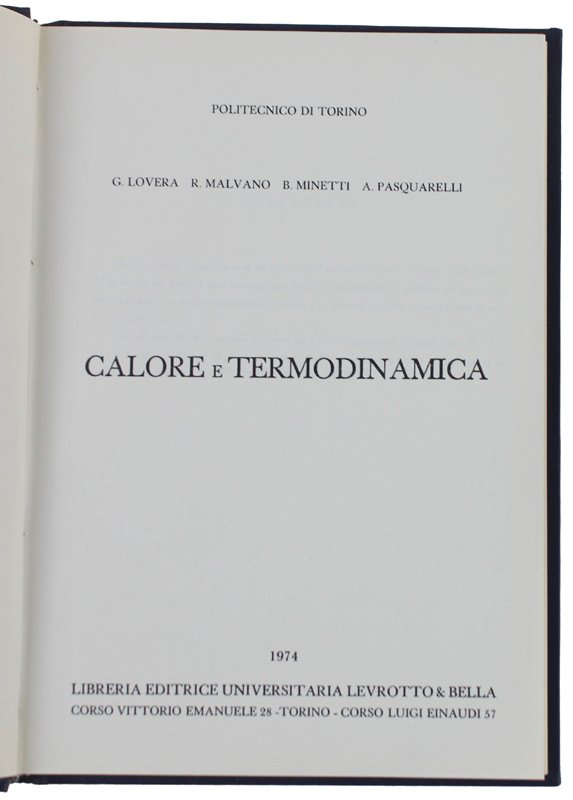 POLITECNICO DI TORINO
G. LOVERA R. MALVANO B. MINETTI A. PASQUARELLI
CALORE E TERMODINAMICA
1974
LIBRERIA EDITRICE UNIVERSITARIA LEVROTTO & BELLA
CORSO VITTORIO EMANUELE 28 -TORINO - CORSO LUIGI EINAUDI 57